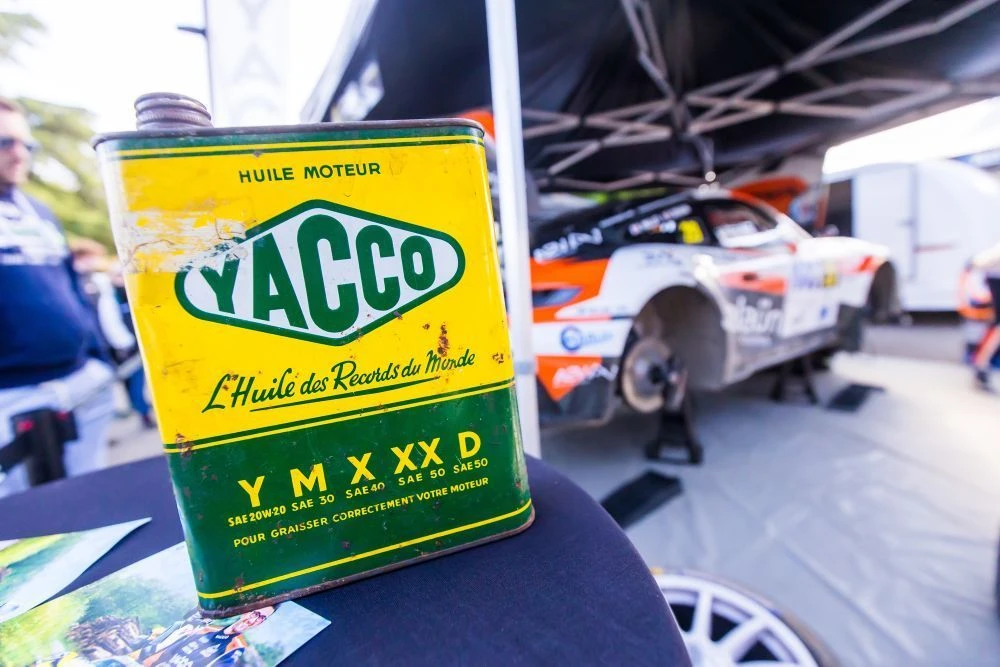 HUILE MOTEUR
YACCO
L'Huile des Records du Monde
Y M X XX D
SAE 20W-20 SAE 30 SAE 40 SAE 50 SAE 50
POUR GRAISSER CORRECTEMENT VOTRE MOTEUR